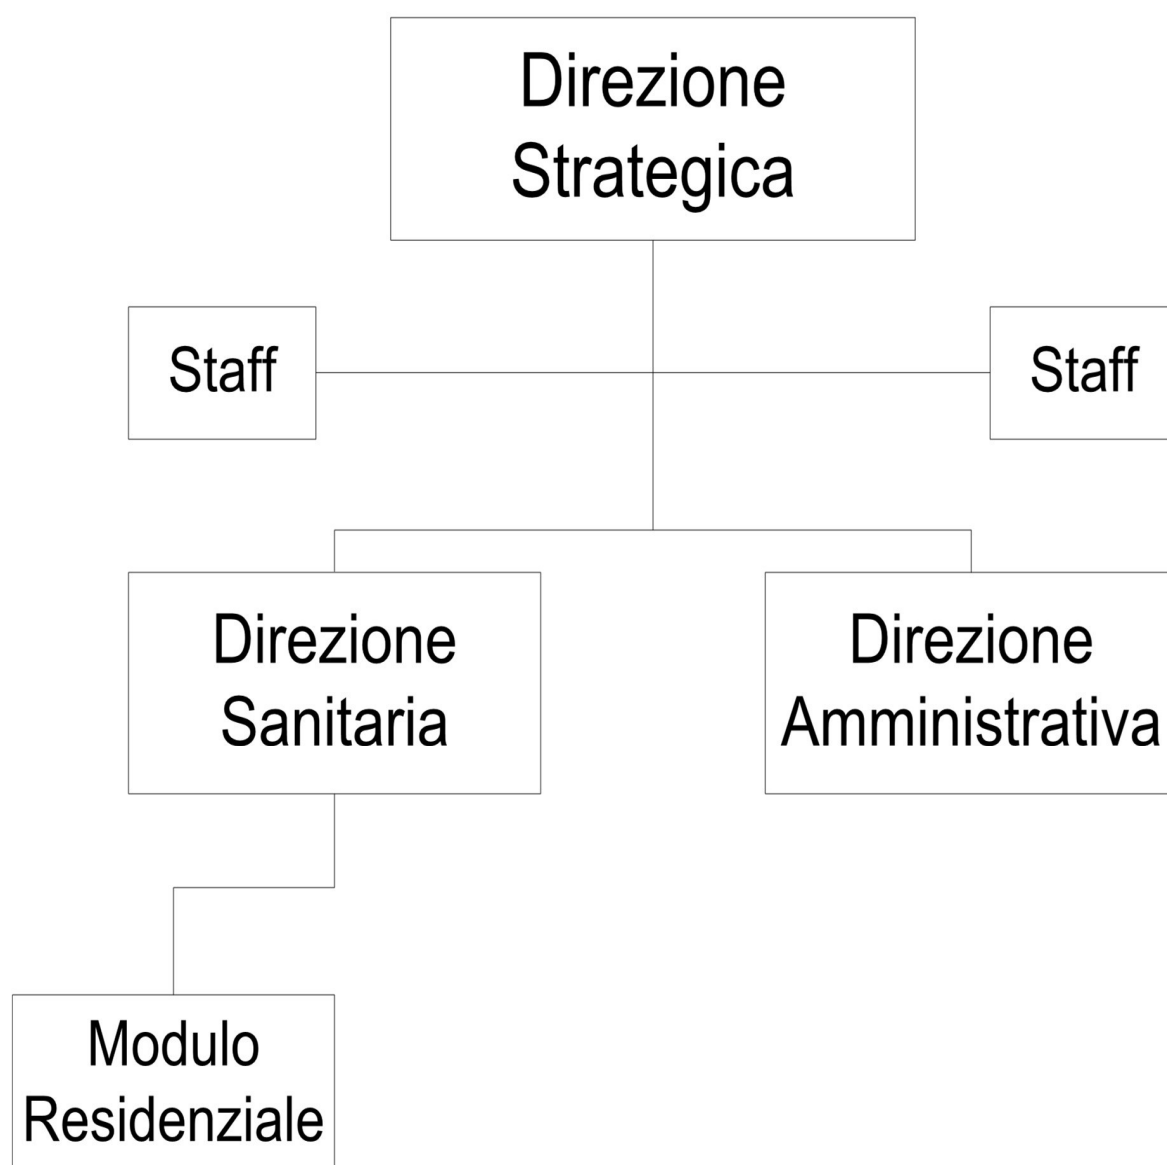 Direzione
Strategica
Staff
Staff
Direzione
Sanitaria
Direzione
Amministrativa
Modulo
Residenziale